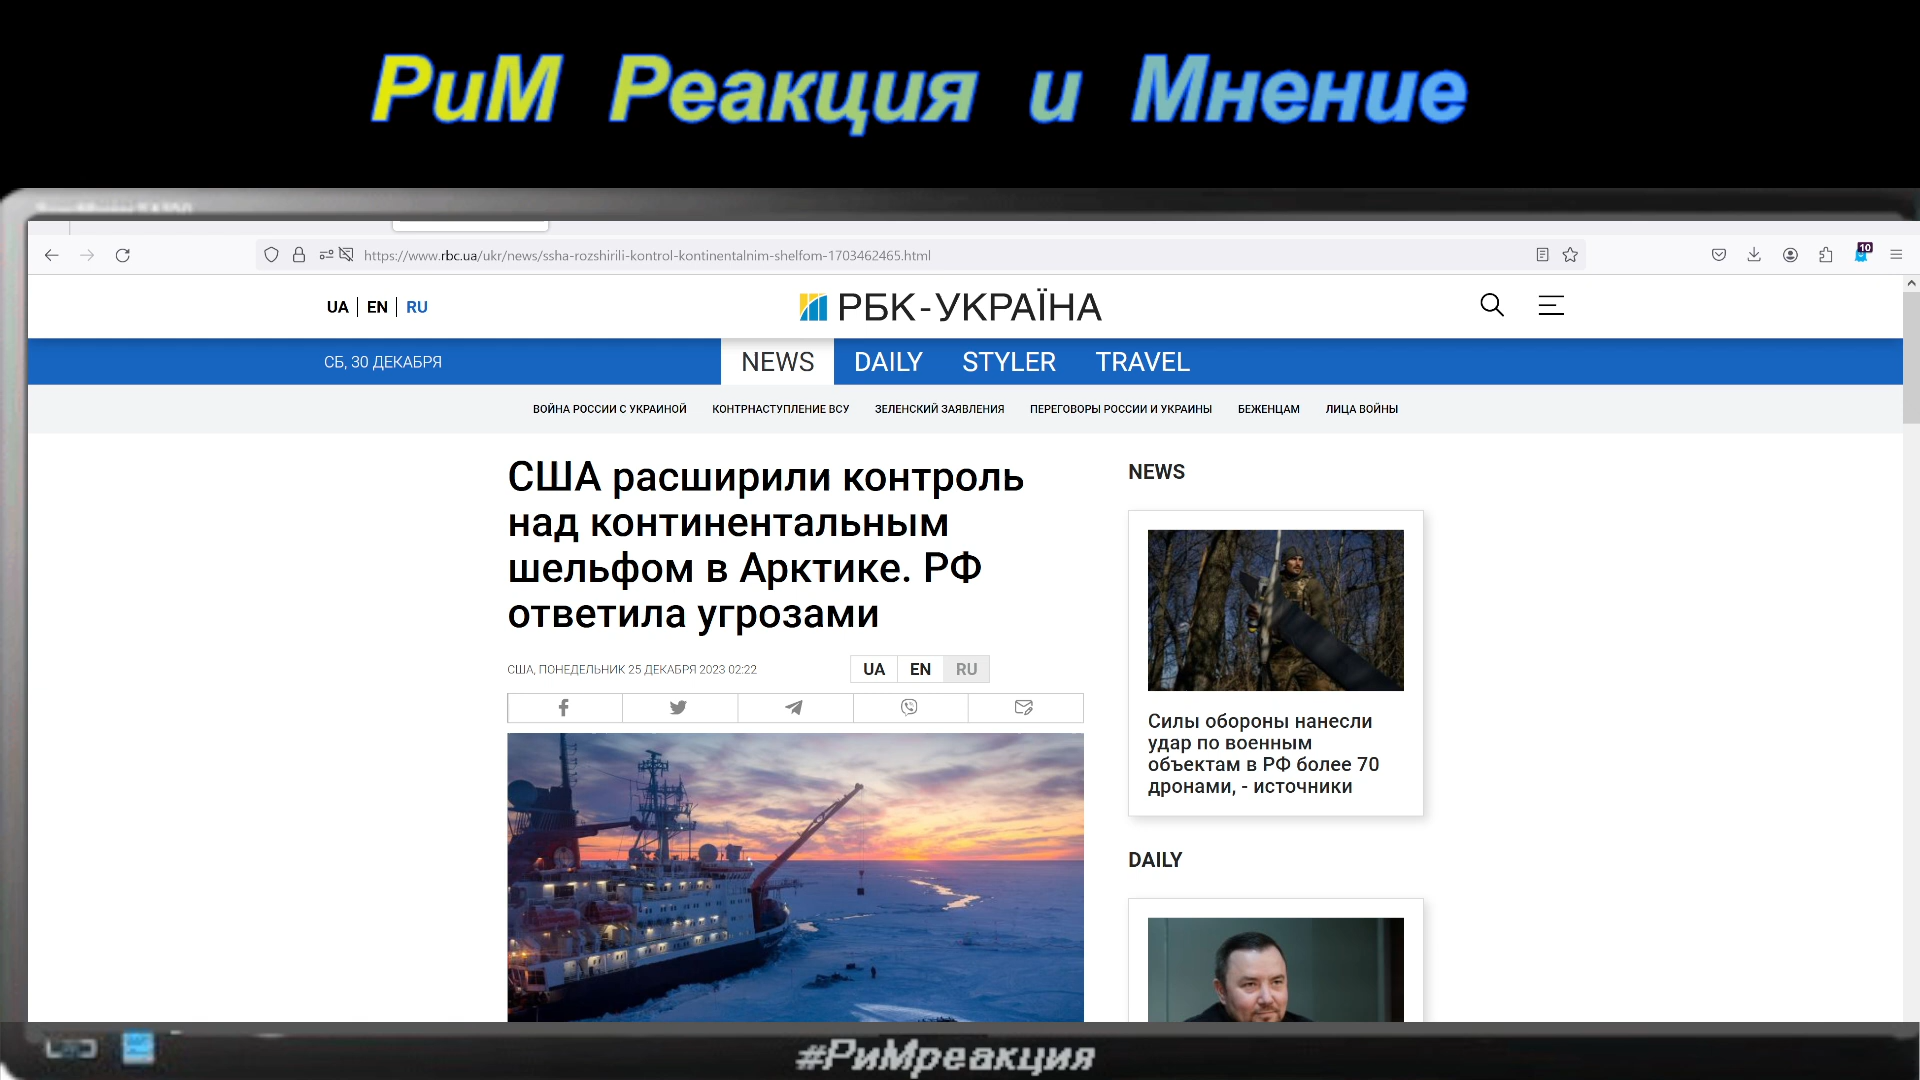 РиМ Реакция и Мнение
https://www.rbc.ua/ukr/news/ssha-rozshirili-kontrol-kontinentalnim-shelfom-1703462465.html
10
UA | EN | RU
РБК-УКРАЇНА
СБ, 30 ДЕКАБРЯ
NEWS DAILY STYLER TRAVEL
ВОЙНА РОССИИ С УКРАИНОЙ КОНТРНАСТУПЛЕНИЕ ВСУ ЗЕЛЕНСКИЙ ЗАЯВЛЕНИЯ ПЕРЕГОВОРЫ РОССИИ И УКРАИНЫ БЕЖЕНЦАМ ЛИЦА ВОЙНЫ
США расширили контроль
над континентальным
шельфом в Арктике. РФ
ответила угрозами
США, ПОНЕДЕЛЬНИК 25 ДЕКАБРЯ 2023 02:22
UA EN RU
NEWS
Силы обороны нанесли
удар по военным
объектам в РФ более 70
дронами, - источники
DAILY
#РиМреакция